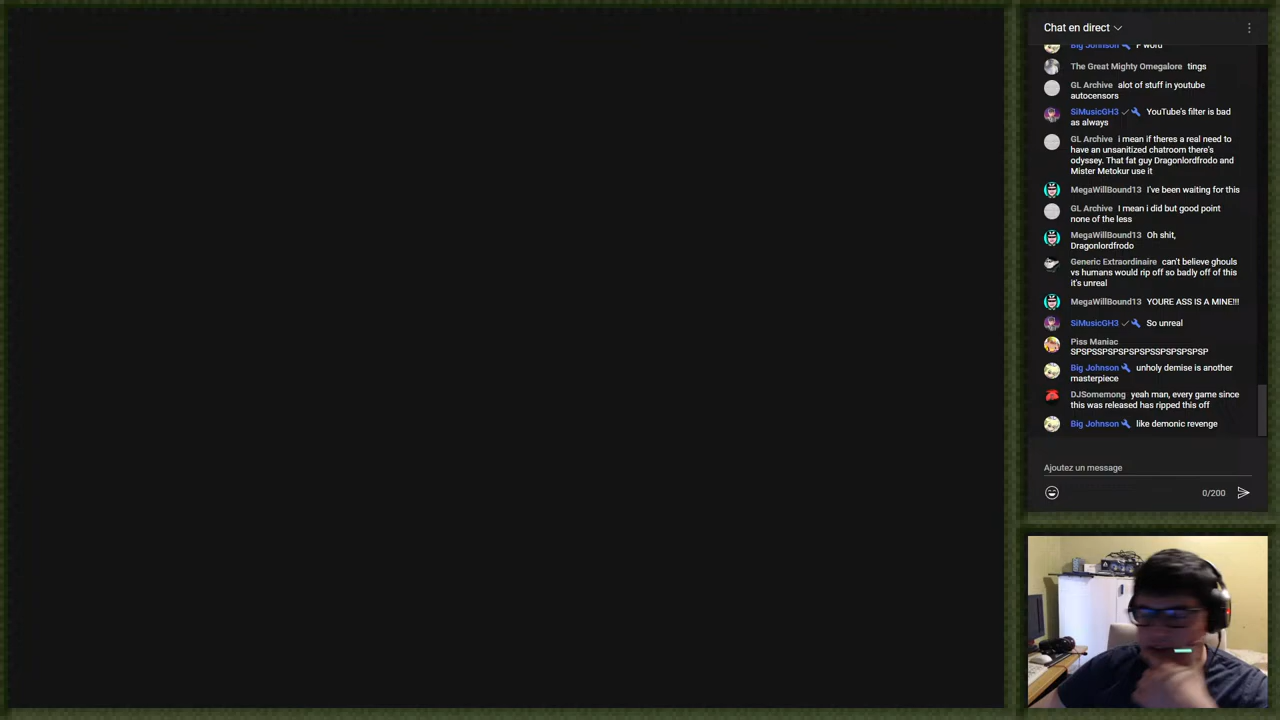 Chat en direct
Big Johnson F word
The Great Mighty Omegalore tings
GL Archive alot of stuff in youtube
autocensors
SiMusicGH3 YouTube's filter is bad
as always
GL Archive i mean if theres a real need to
have an unsanitized chatroom there's
odyssey. That fat guy Dragonlordfrodo and
Mister Metokur use it
MegaWillBound13 I've been waiting for this
GL Archive I mean i did but good point
none of the less
MegaWillBound13 Oh shit,
Dragonlordfrodo
Generic Extraordinaire can't believe ghouls
vs humans would rip off so badly off of this
it's unreal
MegaWillBound13 YOURE ASS IS A MINE!!!
SiMusicGH3 So unreal
Piss Maniac
SPSPSSPSPSPSPSPSSPSPSPSPSP
Big Johnson unholy demise is another
masterpiece
DJSomemong yeah man, every game since
this was released has ripped this off
Big Johnson like demonic revenge
Ajoutez un message
0/200